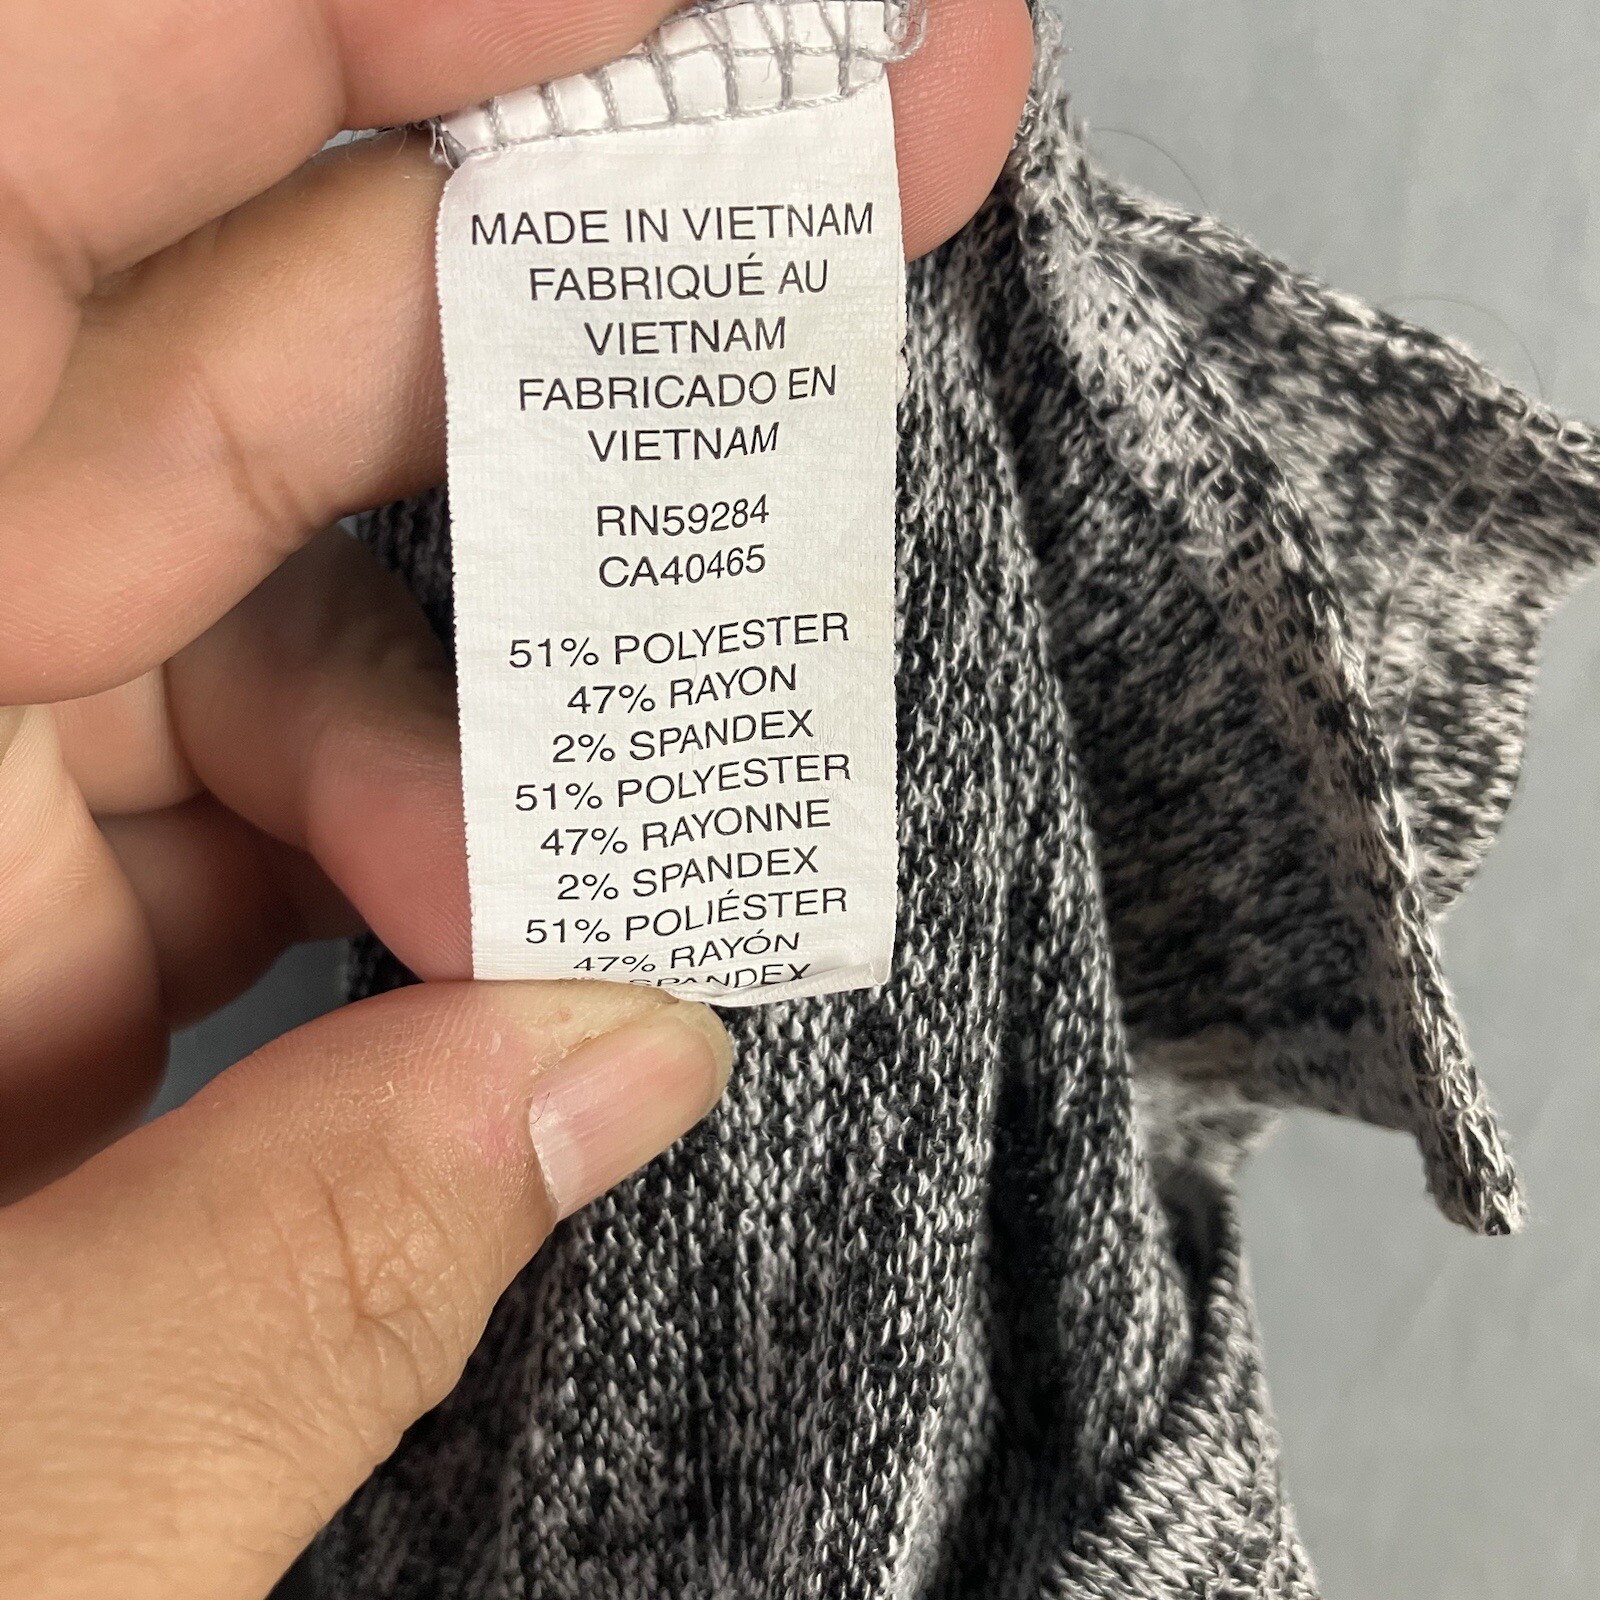 MADE IN VIETNAM
FABRIQUÉ AU
VIETNAM
FABRICADO EN
VIETNAM
RN59284
CA40465
51% POLYESTER
47% RAYON
2% SPANDEX
51% POLYESTER
47% RAYONNE
2% SPANDEX
51% POLIÉSTER
47% RAYÓN
SPANDEX